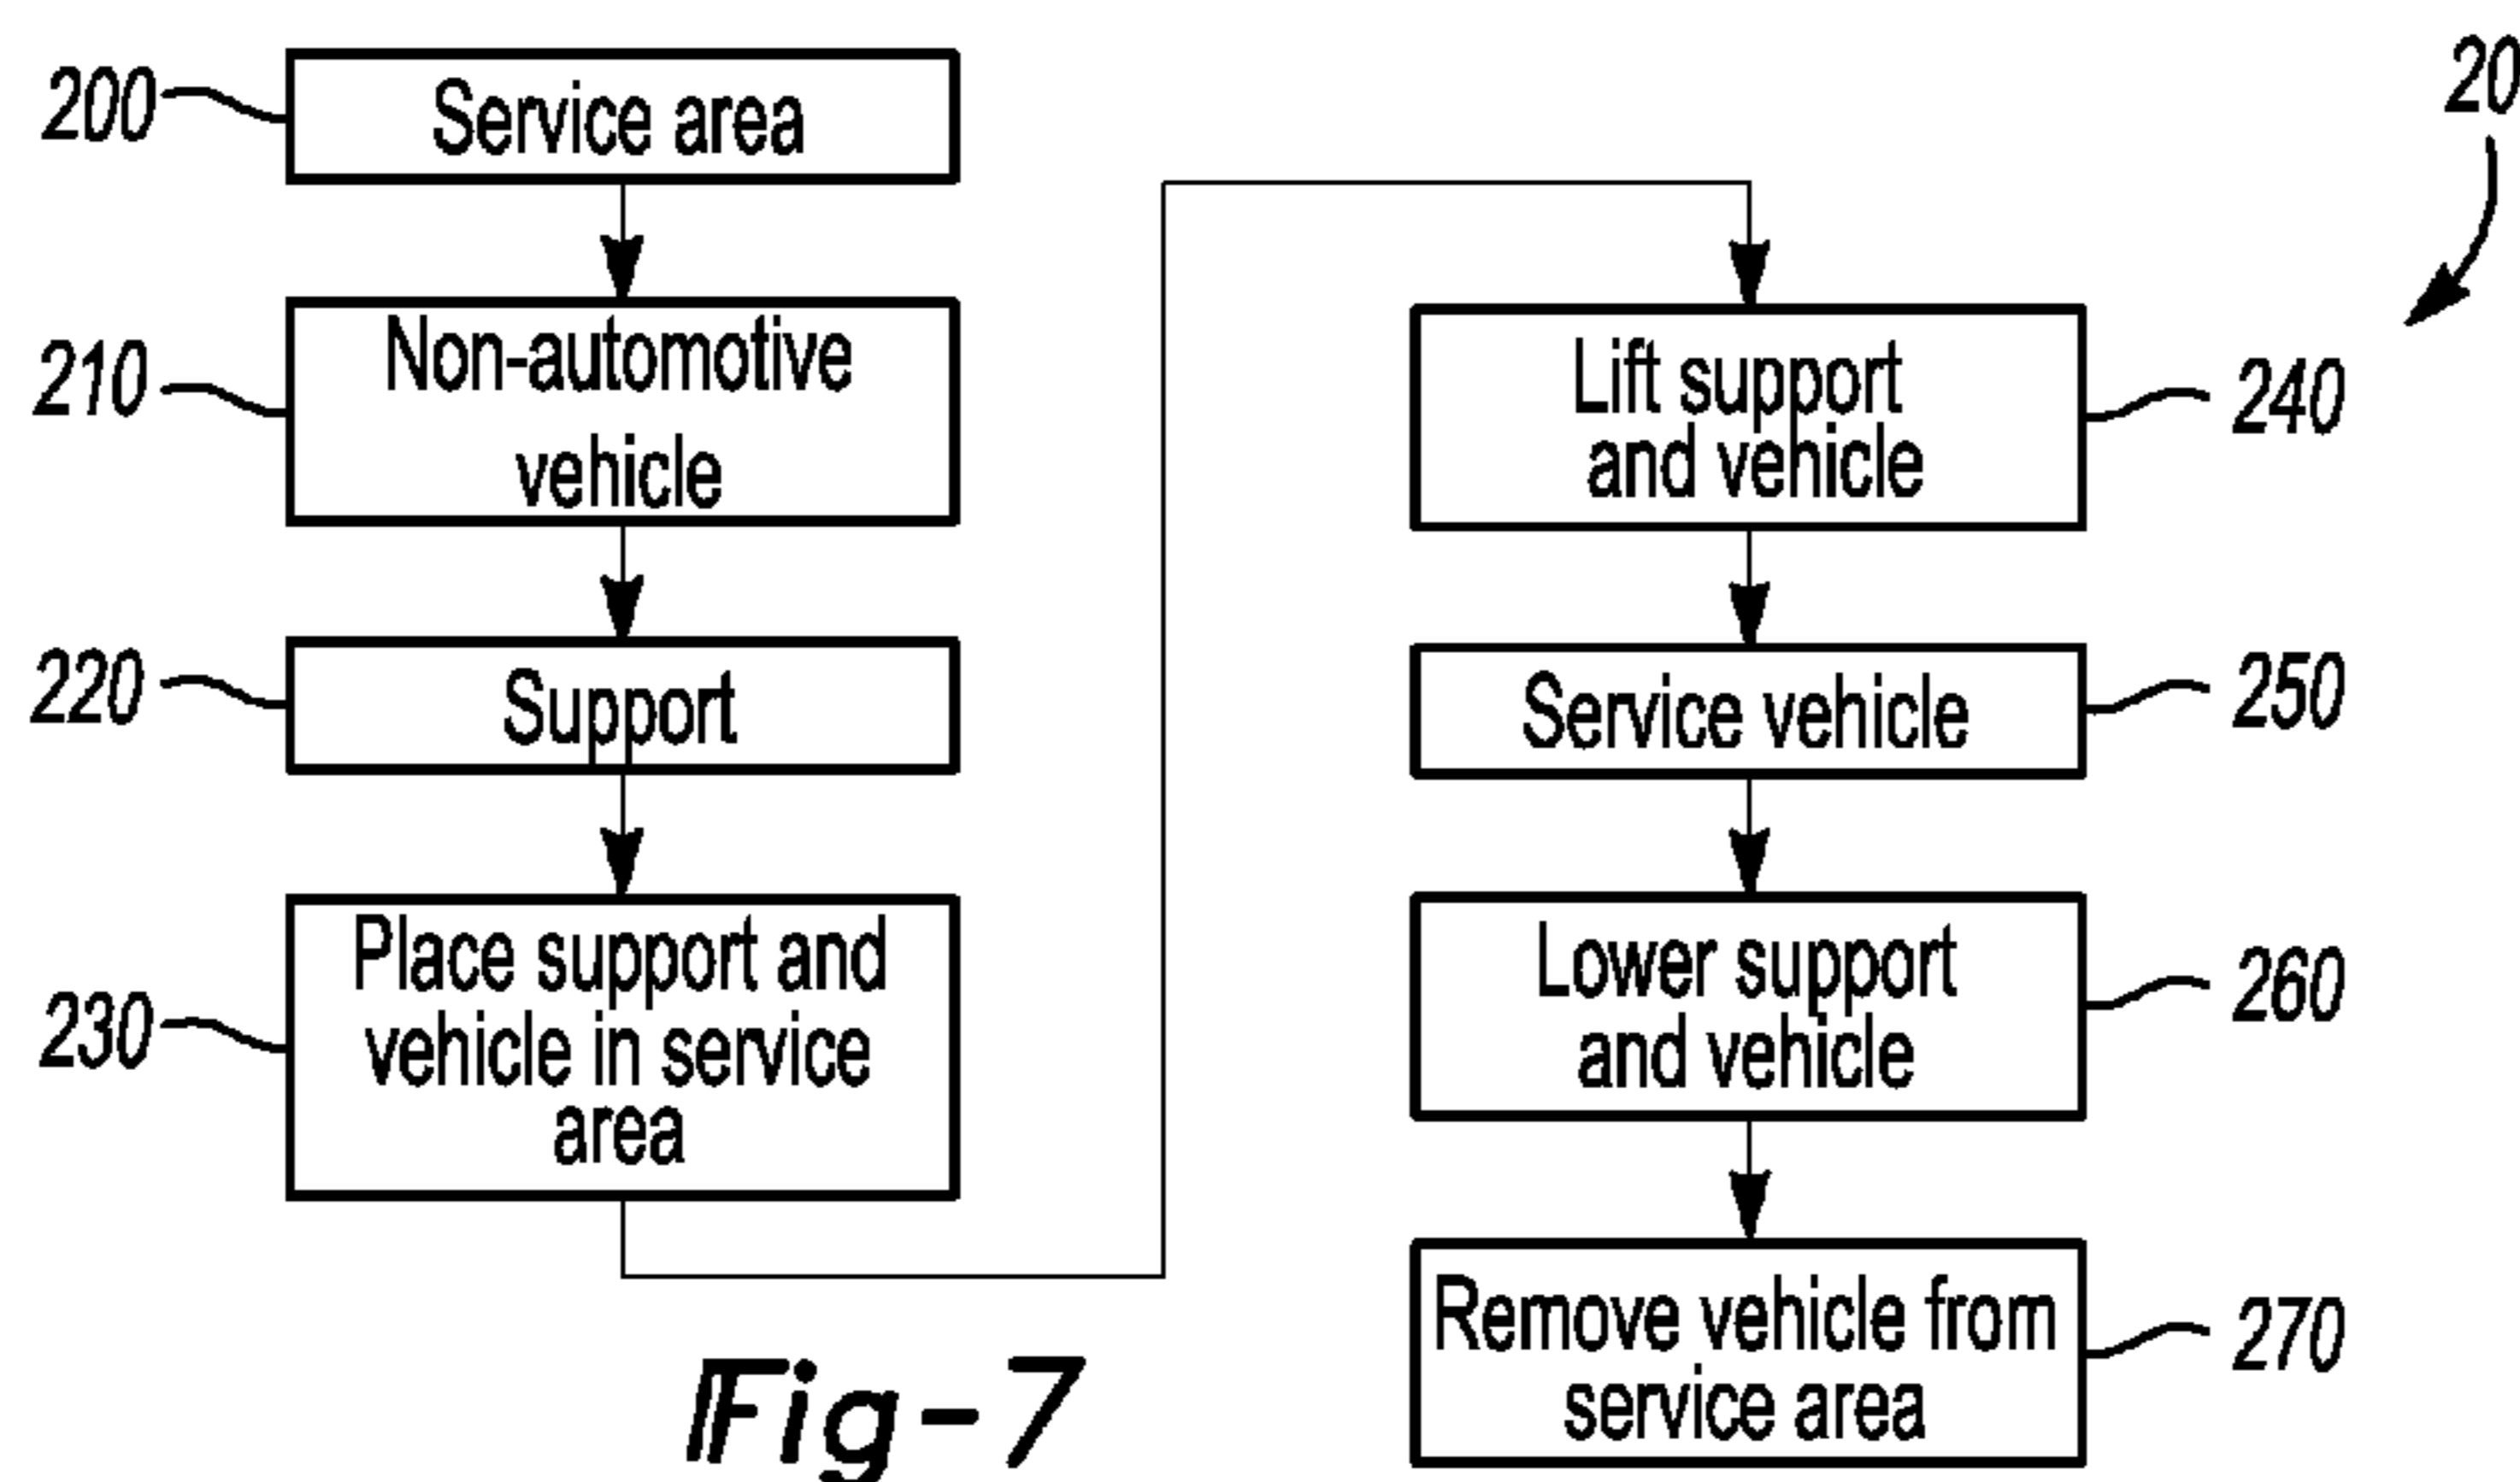 200
Service area
210
Non-automotive
vehicle
220
Support
230
Place support and
vehicle in service
area
20
Lift support
and vehicle
240
Service vehicle
250
Lower support
and vehicle
260
Remove vehicle from
service area
270
Fig-7